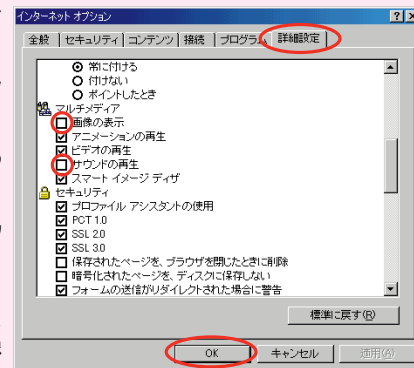 インターネット オプション
全般 セキュリティ コンテンツ 接続 プログラム 詳細設定
常に付ける
付けない
ポイントしたとき
マルチメディア
画像の表示
アニメーションの再生
ビデオの再生
サウンドの再生
スマート イメージ ディザ
セキュリティ
プロファイル アシスタントの使用
PCT 1.0
SSL 2.0
SSL 3.0
保存されたページを、ブラウザを閉じたときに削除
暗号化されたページを、ディスクに保存しない
フォームの送信がリダイレクトされた場合に警告
標準に戻す(R)
OK キャンセル 適用(A)